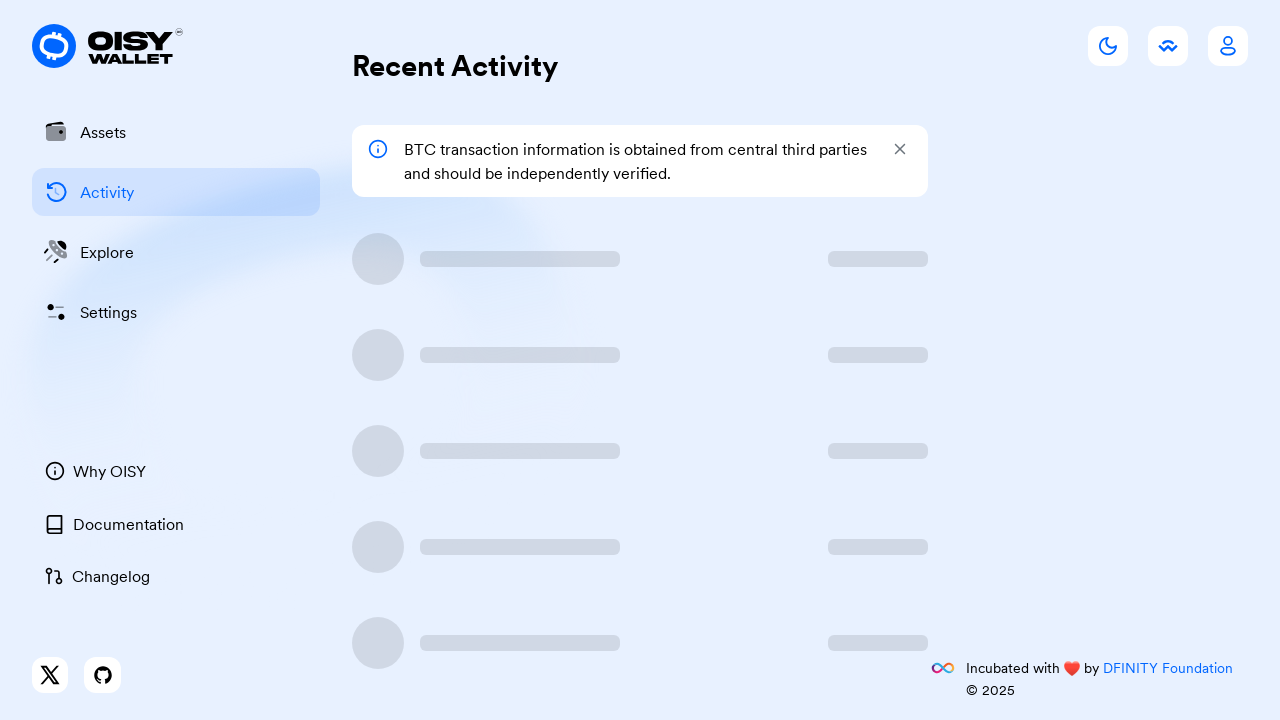 OISY
WALLET
Recent Activity
Assets
BTC transaction information is obtained from central third parties
and should be independently verified.
Activity
Explore
Settings
Why OISY
Documentation
Changelog
Incubated with ❤️ by DFINITY Foundation
© 2025